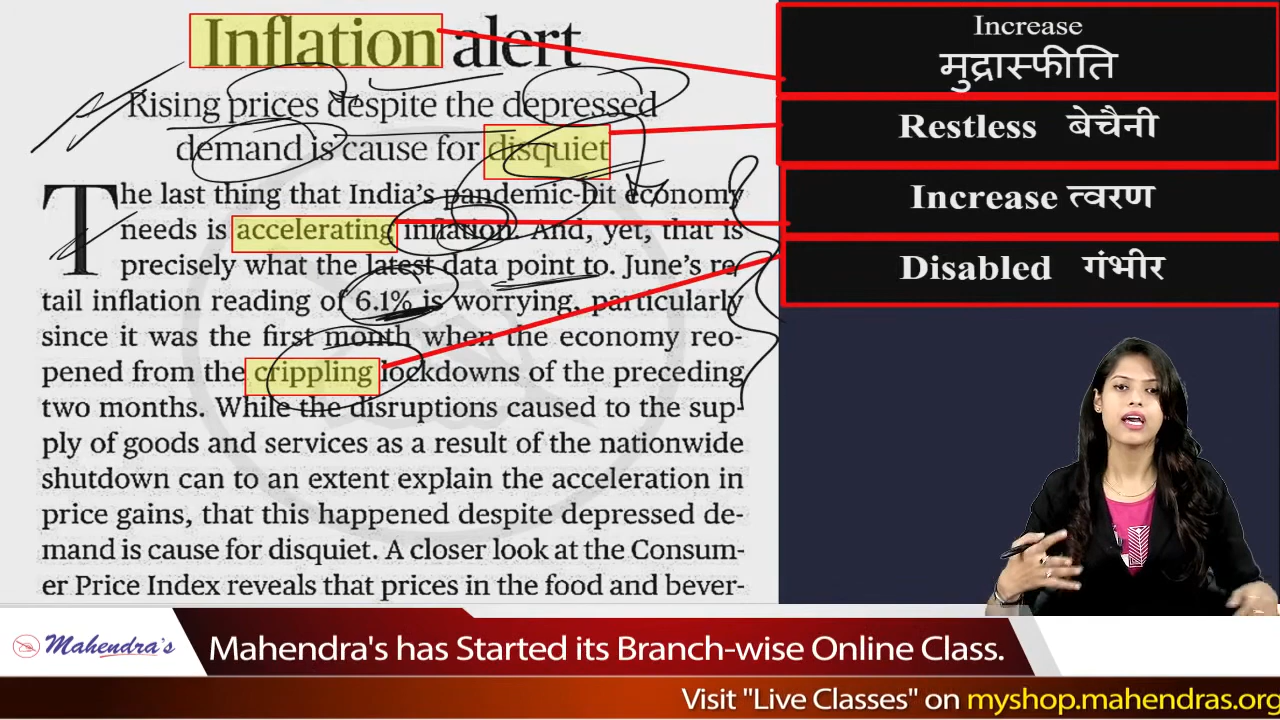 Inflation alert
Rising prices despite the depressed
demand is cause for disquiet
The last thing that India's pandemic-hit economy
needs is accelerating inflation. And, yet, that is
precisely what the latest data point to. June's re-
tail inflation reading of 6.1% is worrying, particularly
since it was the first month when the economy reo-
pened from the crippling lockdowns of the preceding
two months. While the disruptions caused to the sup-
ply of goods and services as a result of the nationwide
shutdown can to an extent explain the acceleration in
price gains, that this happened despite depressed de-
mand is cause for disquiet. A closer look at the Consum-
er Price Index reveals that prices in the food and bever-
Increase
मुद्रास्फीति
Restless बेचैनी
Increase त्वरण
Disabled गंभीर
Mahendra's
Mahendra's has Started its Branch-wise Online Class.
Visit "Live Classes" on myshop.mahendras.org